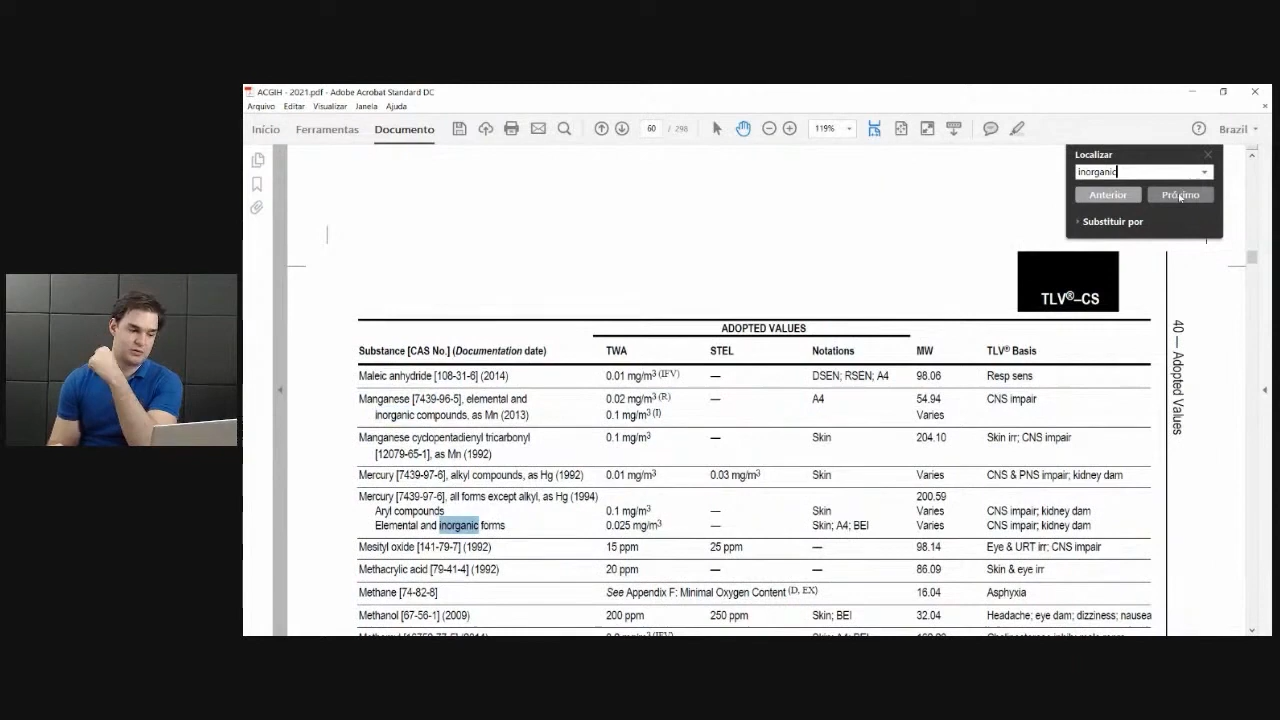 ACGIH - 2021.pdf - Adobe Acrobat Standard DC
Arquivo Editar Visualizar Janela Ajuda
Início Ferramentas Documento 60 / 298 119% Brazil
Localizar
inorganic
Anterior Próximo
Substituir por
TLV®–CS
40 — Adopted Values
ADOPTED VALUES
Substance [CAS No.] (Documentation date) TWA STEL Notations MW TLV® Basis
Maleic anhydride [108-31-6] (2014) 0.01 mg/m3 (IFV) — DSEN; RSEN; A4 98.06 Resp sens
Manganese [7439-96-5], elemental and 0.02 mg/m3 (R) — A4 54.94 CNS impair
inorganic compounds, as Mn (2013) 0.1 mg/m3 (I) Varies
Manganese cyclopentadienyl tricarbonyl 0.1 mg/m3 — Skin 204.10 Skin irr; CNS impair
[12079-65-1], as Mn (1992)
Mercury [7439-97-6], alkyl compounds, as Hg (1992) 0.01 mg/m3 0.03 mg/m3 Skin Varies CNS & PNS impair; kidney dam
Mercury [7439-97-6], all forms except alkyl, as Hg (1994) 200.59
Aryl compounds 0.1 mg/m3 — Skin Varies CNS impair; kidney dam
Elemental and inorganic forms 0.025 mg/m3 — Skin; A4; BEI Varies CNS impair; kidney dam
Mesityl oxide [141-79-7] (1992) 15 ppm 25 ppm — 98.14 Eye & URT irr; CNS impair
Methacrylic acid [79-41-4] (1992) 20 ppm — — 86.09 Skin & eye irr
Methane [74-82-8] See Appendix F: Minimal Oxygen Content (D, EX) 16.04 Asphyxia
Methanol [67-56-1] (2009) 200 ppm 250 ppm Skin; BEI 32.04 Headache; eye dam; dizziness; nausea